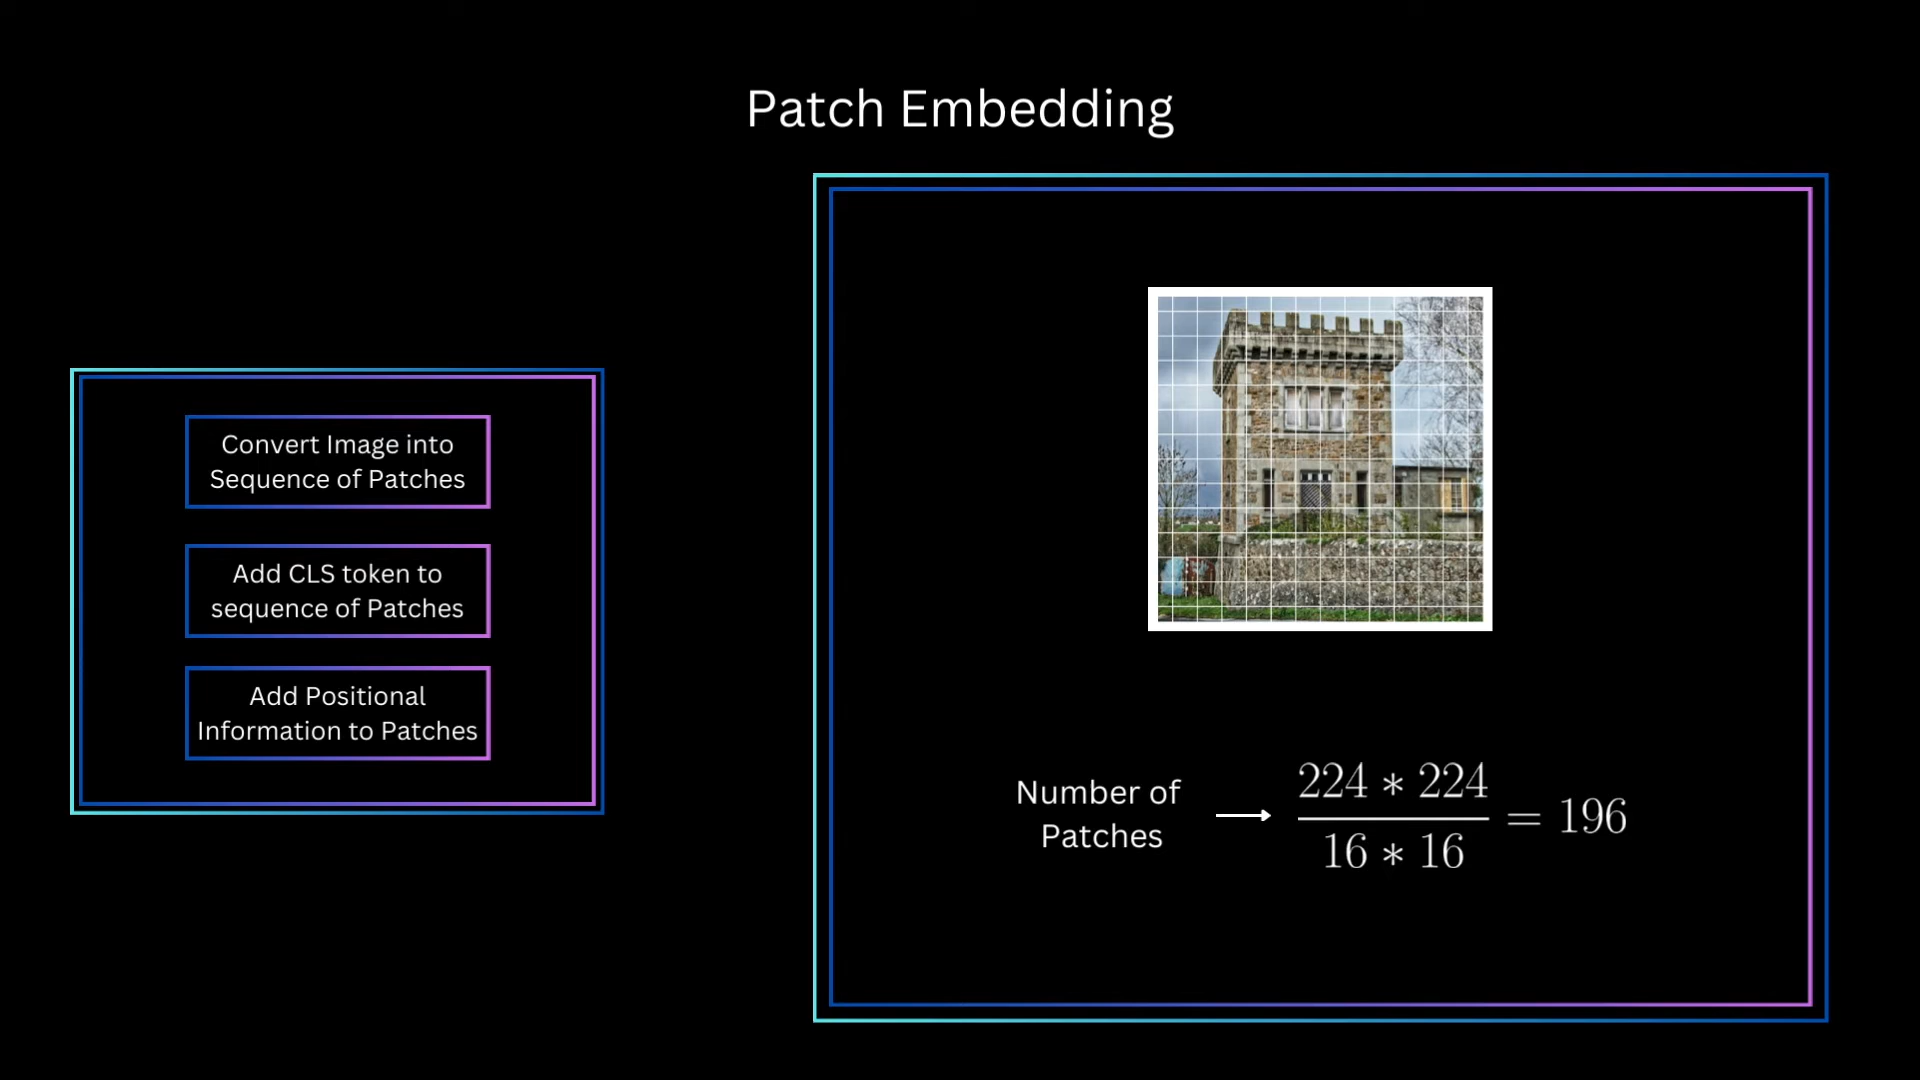 Patch Embedding
Convert Image into
Sequence of Patches
Add CLS token to
sequence of Patches
Add Positional
Information to Patches
Number of
Patches
224 * 224
16 * 16
= 196